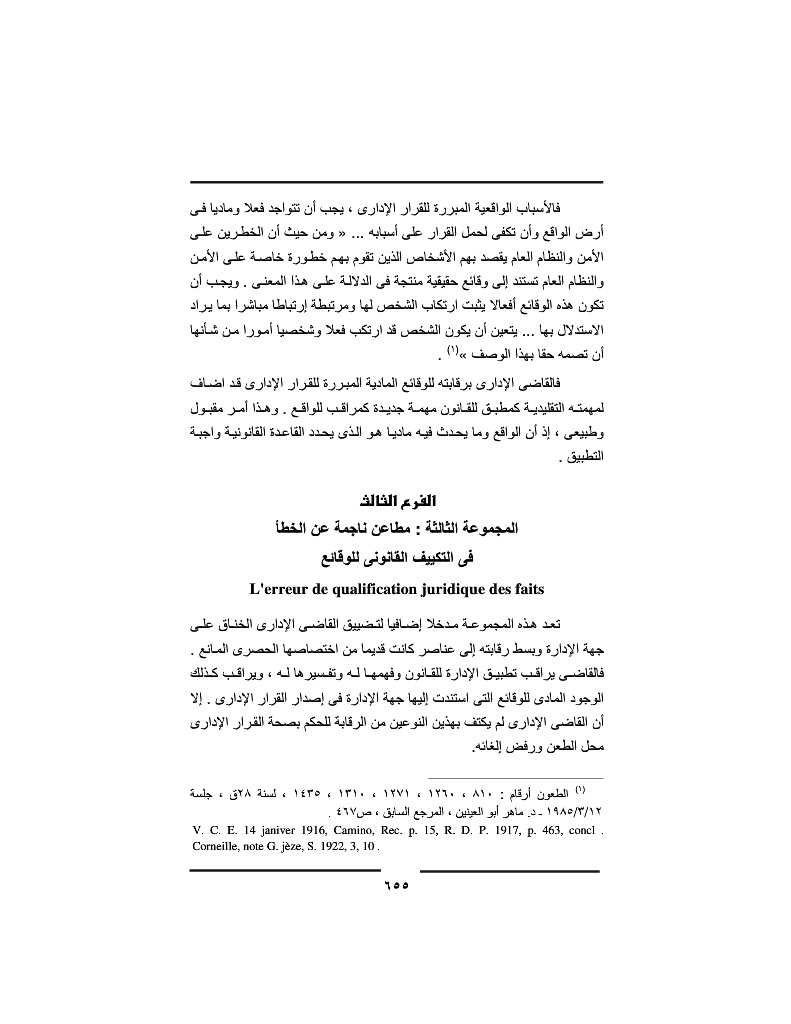 فالأسباب الواقعية المبررة للقرار الإدارى ، يجب أن تتواجد فعلا وماديا فى
أرض الواقع وأن تكفى لحمل القرار على أسبابه ... « ومن حيث أن الخطرين على
الأمن والنظام العام يقصد بهم الأشخاص الذين تقوم بهم خطورة خاصة على الأمن
والنظام العام تستند إلى وقائع حقيقية منتجة فى الدلالة على هذا المعنى . ويجب أن
تكون هذه الوقائع أفعالا يثبت ارتكاب الشخص لها ومرتبطة إرتباطا مباشرا بما يراد
الاستدلال بها ... يتعين أن يكون الشخص قد ارتكب فعلا وشخصيا أمورا من شأنها
أن تصمه حقا بهذا الوصف »(١) .
فالقاضى الإدارى برقابته للوقائع المادية المبررة للقرار الإدارى قد اضاف
لمهمته التقليدية كمطبق للقانون مهمة جديدة كمراقب للواقع . وهذا أمر مقبول
وطبيعى ، إذ أن الواقع وما يحدث فيه ماديا هو الذى يحدد القاعدة القانونية واجبة
التطبيق .
الفرع الثالث
المجموعة الثالثة : مطاعن ناجمة عن الخطأ
فى التكييف القانونى للوقائع
L'erreur de qualification juridique des faits
تعد هذه المجموعة مدخلا إضافيا لتضييق القاضى الإدارى الخناق على
جهة الإدارة وبسط رقابته إلى عناصر كانت قديما من اختصاصها الحصرى المانع .
فالقاضى يراقب تطبيق الإدارة للقانون وفهمها له وتفسيرها له ، ويراقب كذلك
الوجود المادى للوقائع التى استندت إليها جهة الإدارة فى إصدار القرار الإدارى . إلا
أن القاضى الإدارى لم يكتف بهذين النوعين من الرقابة للحكم بصحة القرار الإدارى
محل الطعن ورفض إلغائه.
(١) الطعون أرقام : ٨١٠ ، ١٢٦٠ ، ١٢٧١ ، ١٣١٠ ، ١٤٣٥ ، لسنة ٢٨ق ، جلسة
١٩٨٥/٣/١٢ ـ د. ماهر أبو العينين ، المرجع السابق ، ص٤٦٧ .
V. C. E. 14 janiver 1916, Camino, Rec. p. 15, R. D. P. 1917, p. 463, concl .
Corneille, note G. jèze, S. 1922, 3, 10 .
٦٥٥